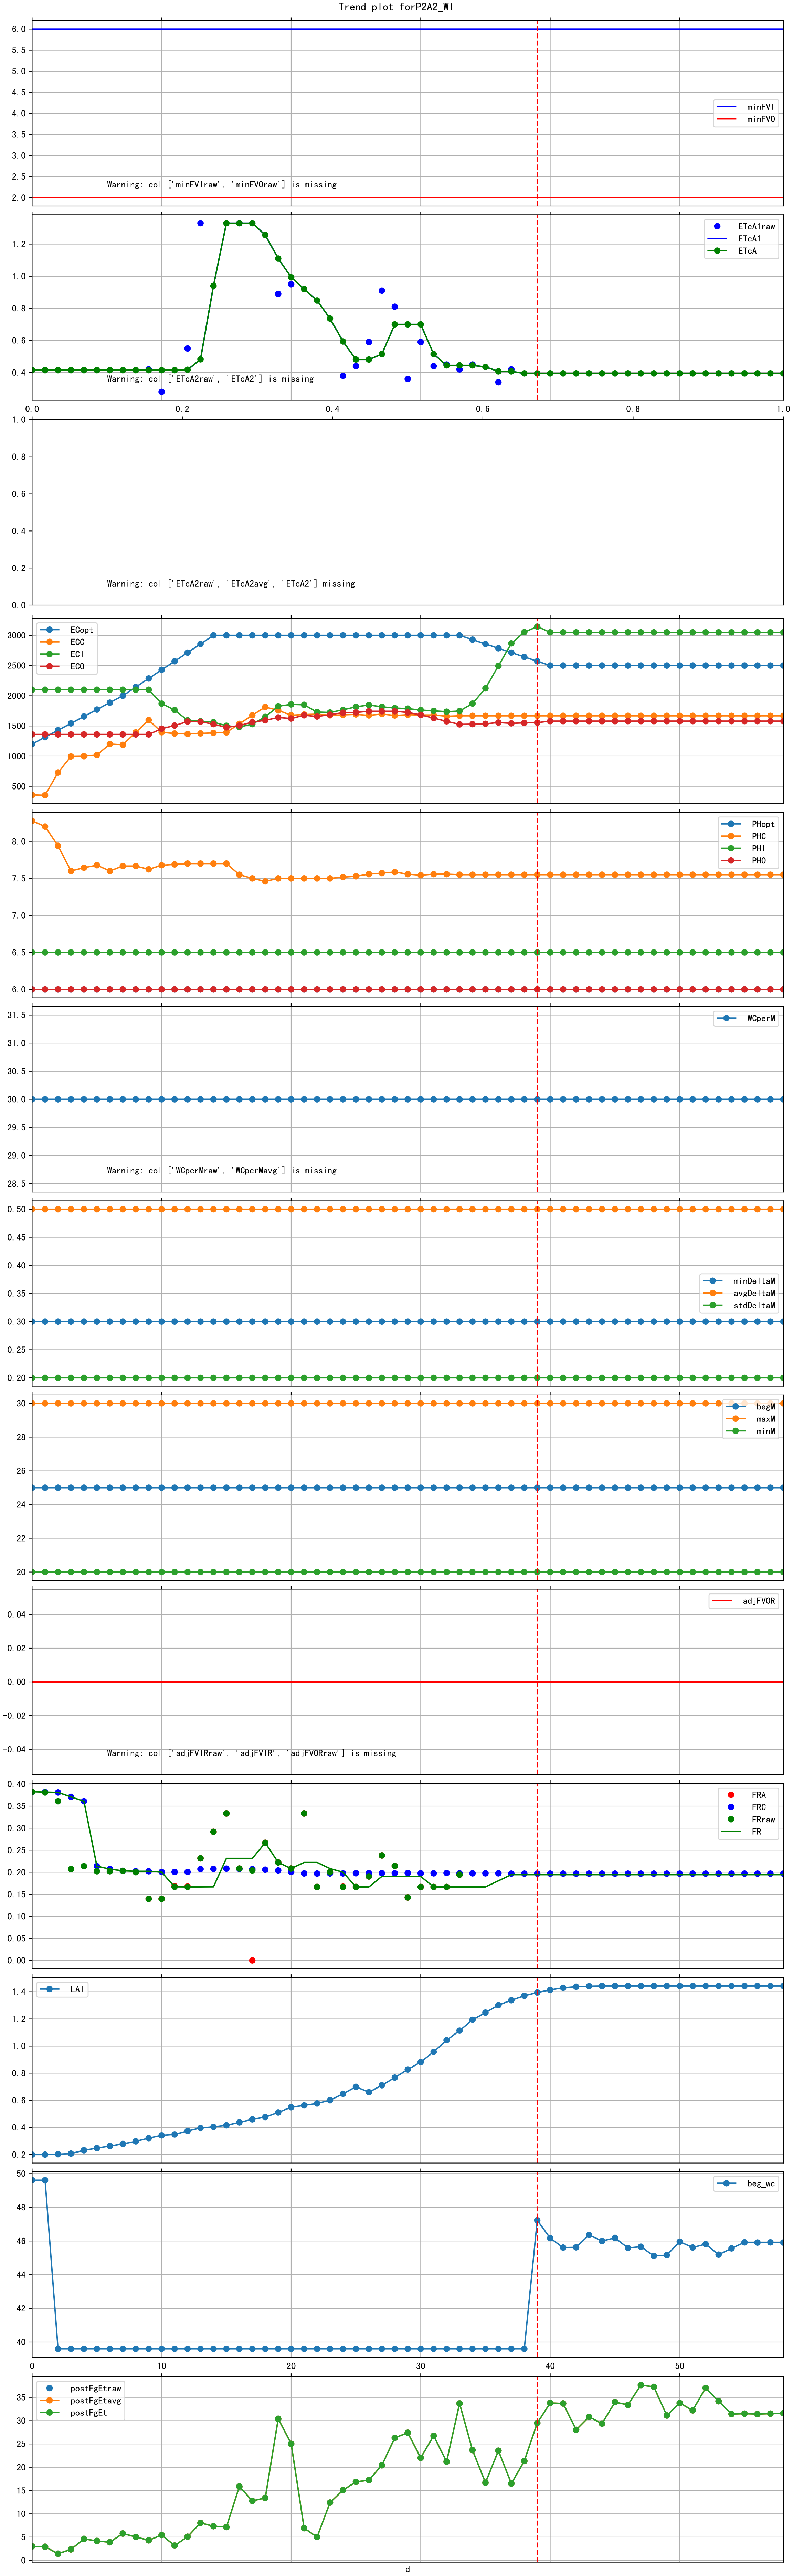 Trend plot forP2A2_W1
6.0
5.5
5.0
4.5
4.0
3.5
3.0
2.5
2.0
minFVI
minFVO
Warning: col ['minFVIraw', 'minFVOraw'] is missing
1.2
1.0
0.8
0.6
0.4
ETcA1raw
ETcA1
ETcA
Warning: col ['ETcA2raw', 'ETcA2'] is missing
0.0 0.2 0.4 0.6 0.8 1.0
1.0
0.8
0.6
0.4
0.2
0.0
Warning: col ['ETcA2raw', 'ETcA2avg', 'ETcA2'] missing
3000
2500
2000
1500
1000
500
ECopt
ECC
ECI
ECO
8.0
7.5
7.0
6.5
6.0
PHopt
PHC
PHI
PHO
31.5
31.0
30.5
30.0
29.5
29.0
28.5
WCperM
Warning: col ['WCperMraw', 'WCperMavg'] is missing
0.50
0.45
0.40
0.35
0.30
0.25
0.20
minDeltaM
avgDeltaM
stdDeltaM
30
28
26
24
22
20
begM
maxM
minM
0.04
0.02
0.00
−0.02
−0.04
adjFVOR
Warning: col ['adjFVIRraw', 'adjFVIR', 'adjFVORraw'] is missing
0.40
0.35
0.30
0.25
0.20
0.15
0.10
0.05
0.00
FRA
FRC
FRraw
FR
1.4
1.2
1.0
0.8
0.6
0.4
0.2
LAI
50
48
46
44
42
40
beg_wc
0 10 20 30 40 50
35
30
25
20
15
10
5
0
postFgEtraw
postFgEtavg
postFgEt
d